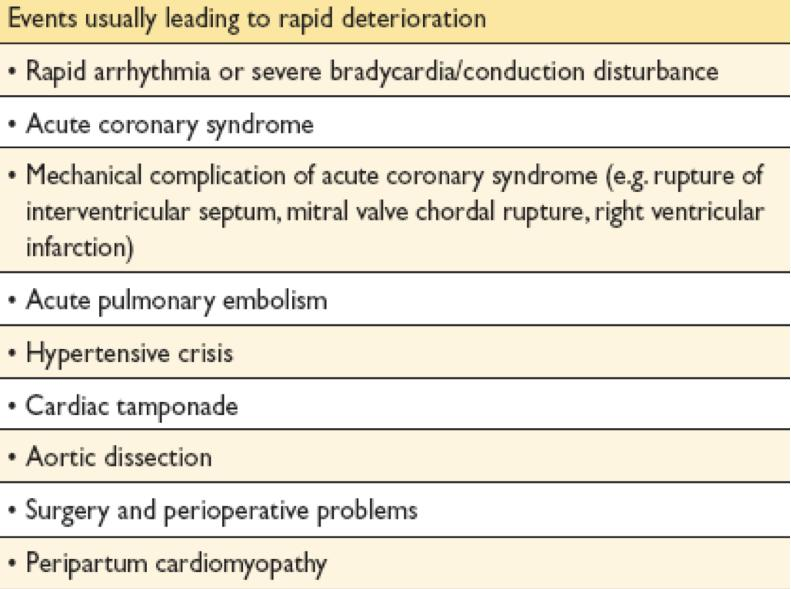 Events usually leading to rapid deterioration
• Rapid arrhythmia or severe bradycardia/conduction disturbance
• Acute coronary syndrome
• Mechanical complication of acute coronary syndrome (e.g. rupture of
interventricular septum, mitral valve chordal rupture, right ventricular
infarction)
• Acute pulmonary embolism
• Hypertensive crisis
• Cardiac tamponade
• Aortic dissection
• Surgery and perioperative problems
• Peripartum cardiomyopathy